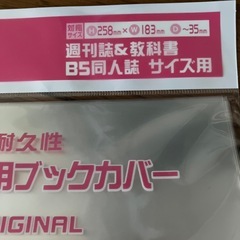 対応サイズ H258mm×W183mm D〜35mm
週刊誌&教科書
B5同人誌 サイズ用
耐久性
用ブックカバー
IGINAL